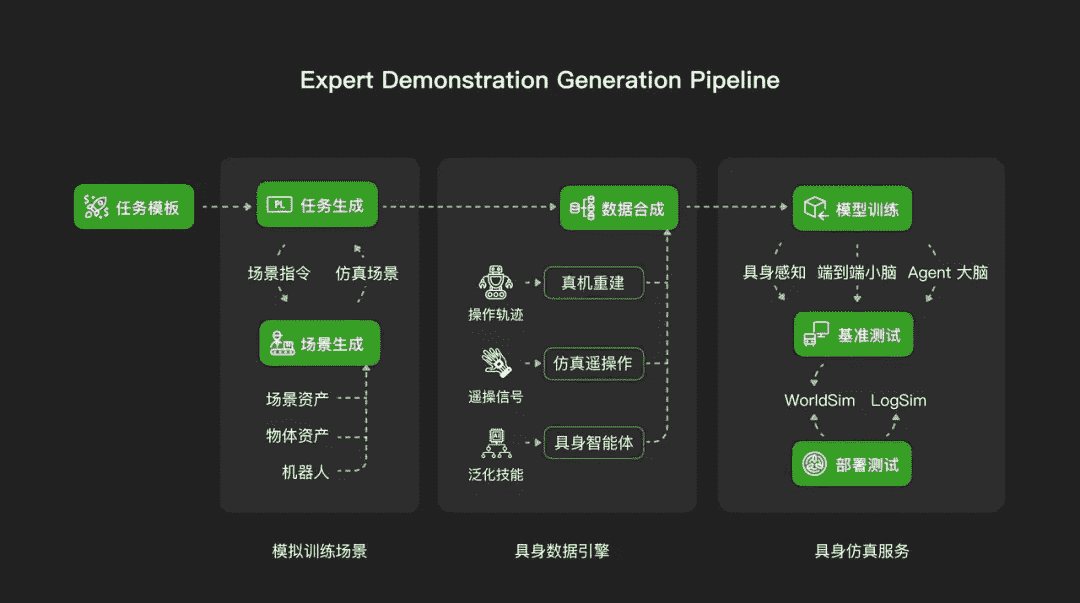 Expert Demonstration Generation Pipeline
任务模板
PL
任务生成
场景指令
仿真场景
场景生成
场景资产
物体资产
机器人
模拟训练场景
数据合成
操作轨迹
真机重建
遥操信号
仿真遥操作
AI
泛化技能
具身智能体
具身数据引擎
模型训练
具身感知
端到端小脑
Agent 大脑
基准测试
WorldSim
LogSim
部署测试
具身仿真服务